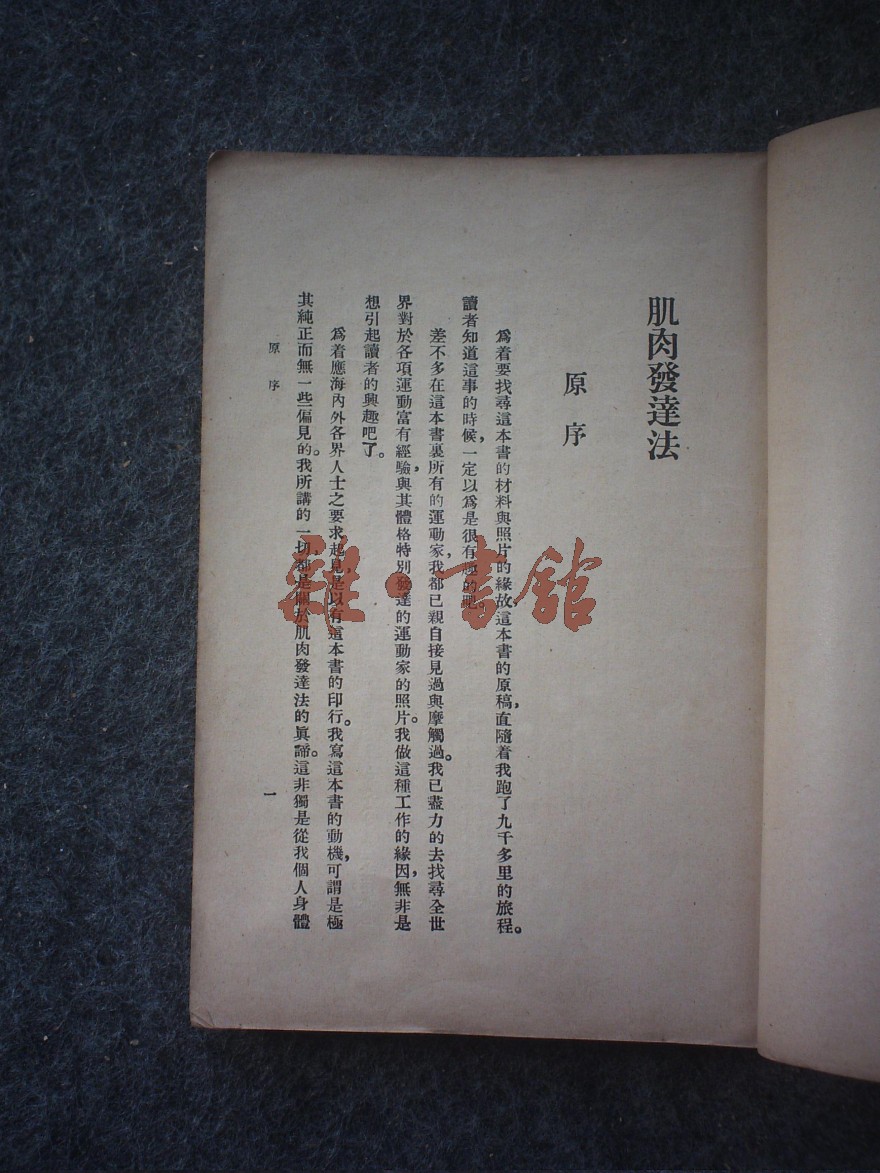 肌肉發達法
原序
爲着要找尋這本書的材料與照片的緣故，這本書的原稿，直隨着我跑了九千多里的旅程。
讀者知道這事的時候，一定以爲是很有趣的吧。
差不多在這本書裏所有的運動家，我都已親自接見過與摩觸過。我已盡力的去找尋全世
界對於各項運動富有經驗，與其體格特別發達的運動家的照片。我做這種工作的緣因，無非是
想引起讀者的興趣吧了。
爲着應海內外各界人士之要求起見，是以有這本書的印行。我寫這本書的動機，可謂是極
其純正而無一些偏見的。我所講的一切，都是關於肌肉發達法的眞諦。這非獨是從我個人身體
原序
一
雜·書館